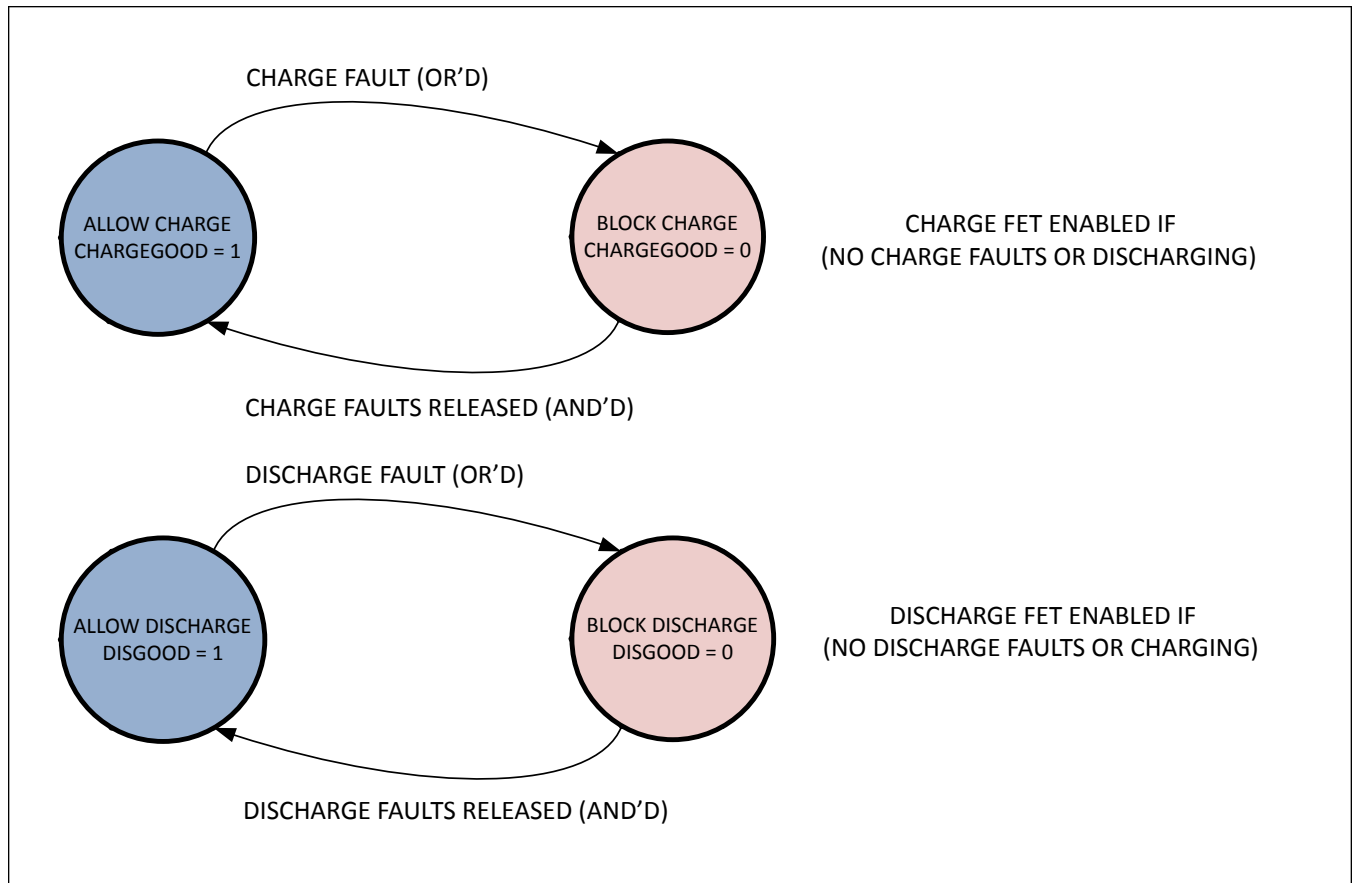 CHARGE FAULT (OR’D)
ALLOW CHARGE
CHARGEGOOD = 1
BLOCK CHARGE
CHARGEGOOD = 0
CHARGE FET ENABLED IF
(NO CHARGE FAULTS OR DISCHARGING)
CHARGE FAULTS RELEASED (AND’D)
DISCHARGE FAULT (OR’D)
ALLOW DISCHARGE
DISGOOD = 1
BLOCK DISCHARGE
DISGOOD = 0
DISCHARGE FET ENABLED IF
(NO DISCHARGE FAULTS OR CHARGING)
DISCHARGE FAULTS RELEASED (AND’D)